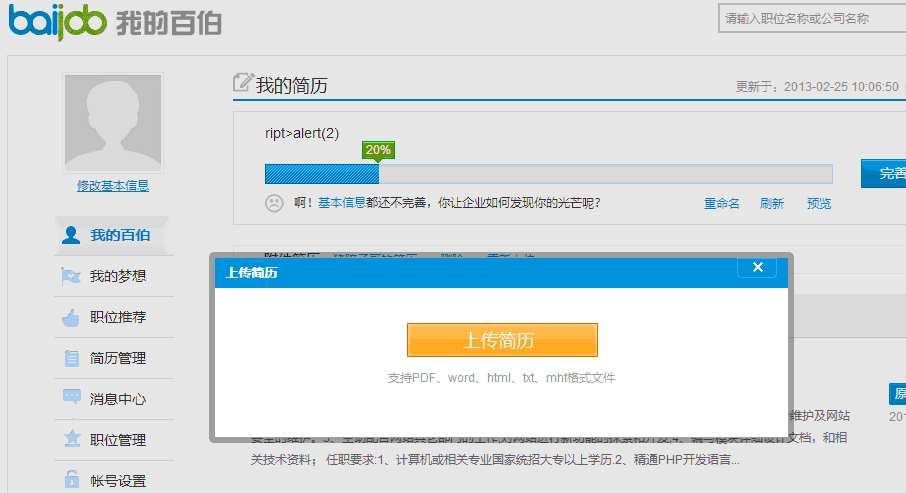 baijob 我的百伯
请输入职位名称或公司名称
我的简历
更新于：2013-02-25 10:06:50
ript>alert(2)
20%
完善
啊！基本信息都还不完善，你让企业如何发现你的光芒呢?
重命名 刷新 预览
修改基本信息
我的百伯
我的梦想
职位推荐
简历管理
消息中心
职位管理
帐号设置
上传简历
×
上传简历
支持PDF、word、html、txt、mht格式文件
原
维护及网站
201
文档，和相
关技术资料； 任职要求:1、计算机或相关专业国家统招大专以上学历.2、精通PHP开发语言...